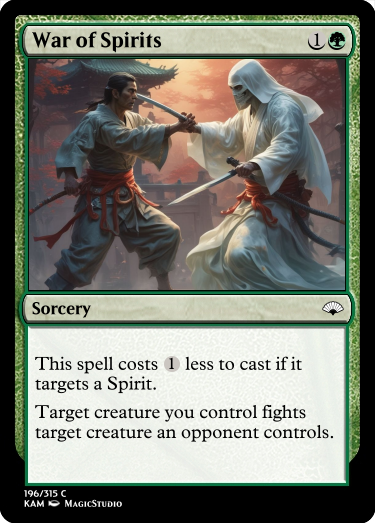 War of Spirits 1
Sorcery
This spell costs 1 less to cast if it
targets a Spirit.
Target creature you control fights
target creature an opponent controls.
196/315 C
KAM MagicStudio